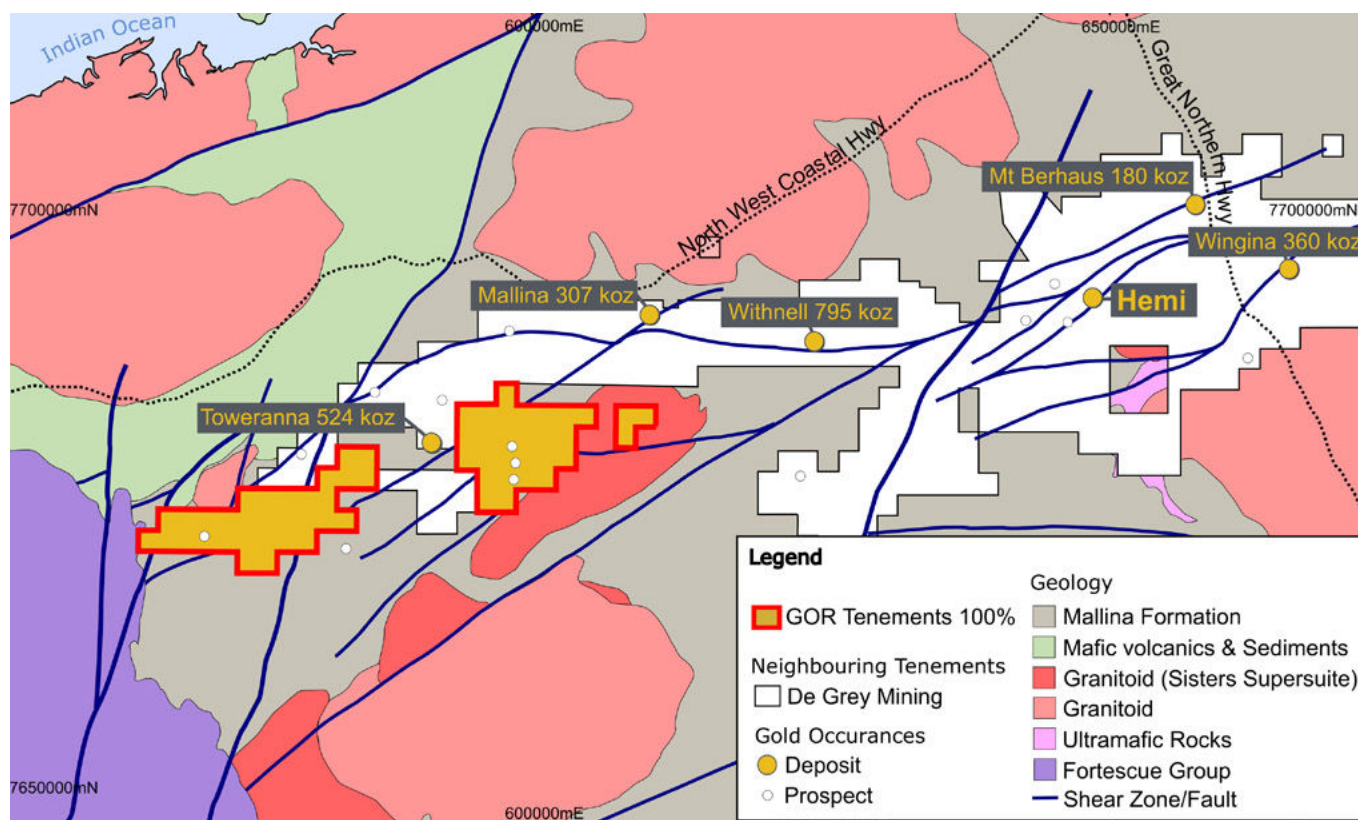 Indian Ocean
600000mE
650000mE
Great Northern Hwy
North West Coastal Hwy
Mt Berhaus 180 koz
7700000mN
7700000mN
Wingina 360 koz
Mallina 307 koz
Withnell 795 koz
Hemi
Toweranna 524 koz
Legend
GOR Tenements 100%
Neighbouring Tenements
De Grey Mining
Gold Occurances
Deposit
Prospect
Geology
Mallina Formation
Mafic volcanics & Sediments
Granitoid (Sisters Supersuite)
Granitoid
Ultramafic Rocks
Fortescue Group
Shear Zone/Fault
7650000mN
600000mE